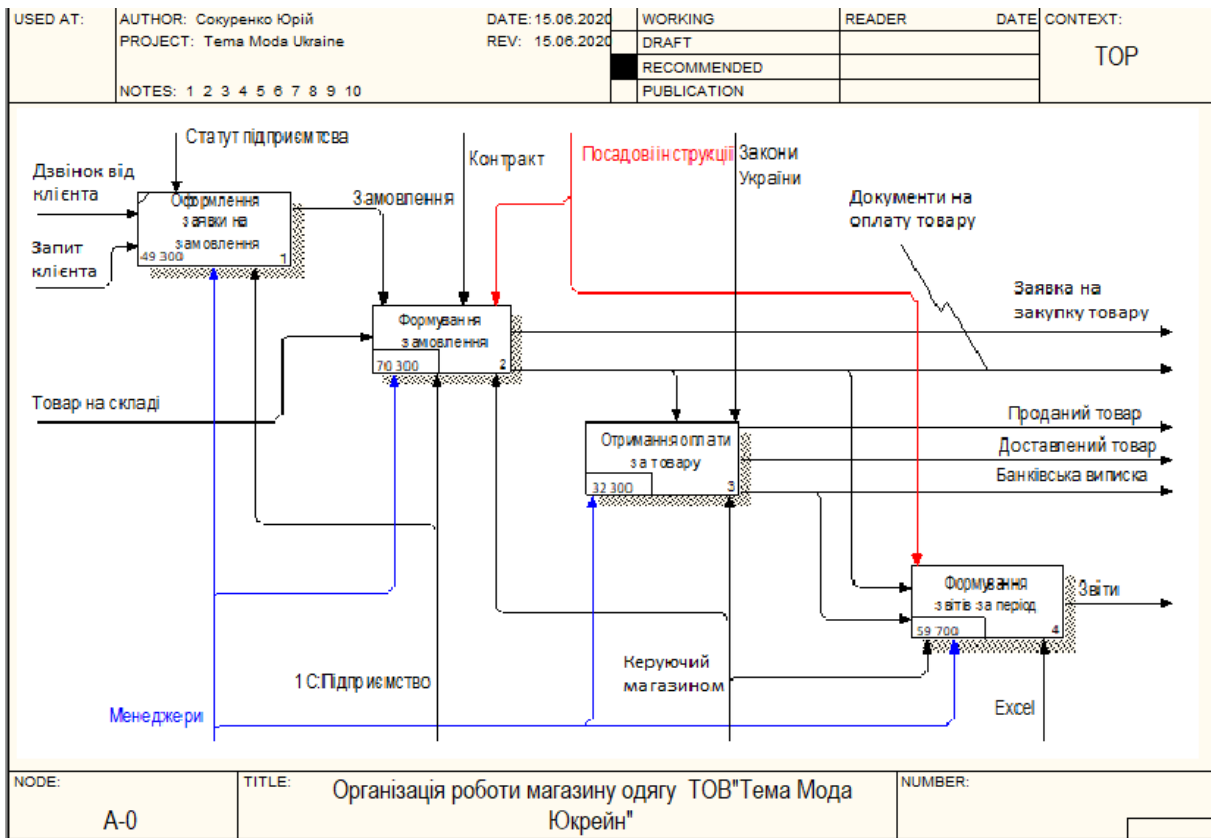 USED AT:
AUTHOR: Сокуренко Юрій
DATE: 15.06.2020
WORKING
READER
DATE
CONTEXT:
PROJECT: Tema Moda Ukraine
REV: 15.06.2020
DRAFT
TOP
RECOMMENDED
NOTES: 1 2 3 4 5 6 7 8 9 10
PUBLICATION
Статут підприємтсва
Контракт
Посадові інструкції
Закони
України
Дзвінок від
клієнта
Оформлення
заявки на
замовлення
49 300
1
Замовлення
Документи на
оплату товару
Запит
клієнта
Заявка на
закупку товару
Формування
замовлення
70 300
2
Товар на складі
Проданий товар
Отримання оплати
за товару
32 300
3
Доставлений товар
Банківська виписка
Формування
звітів за період
59 700
4
Звіти
1С:Підприємство
Керуючий
магазином
Менеджери
Excel
NODE:
TITLE:
Організація роботи магазину одягу ТОВ"Тема Мода
Юкрейн"
NUMBER:
A-0